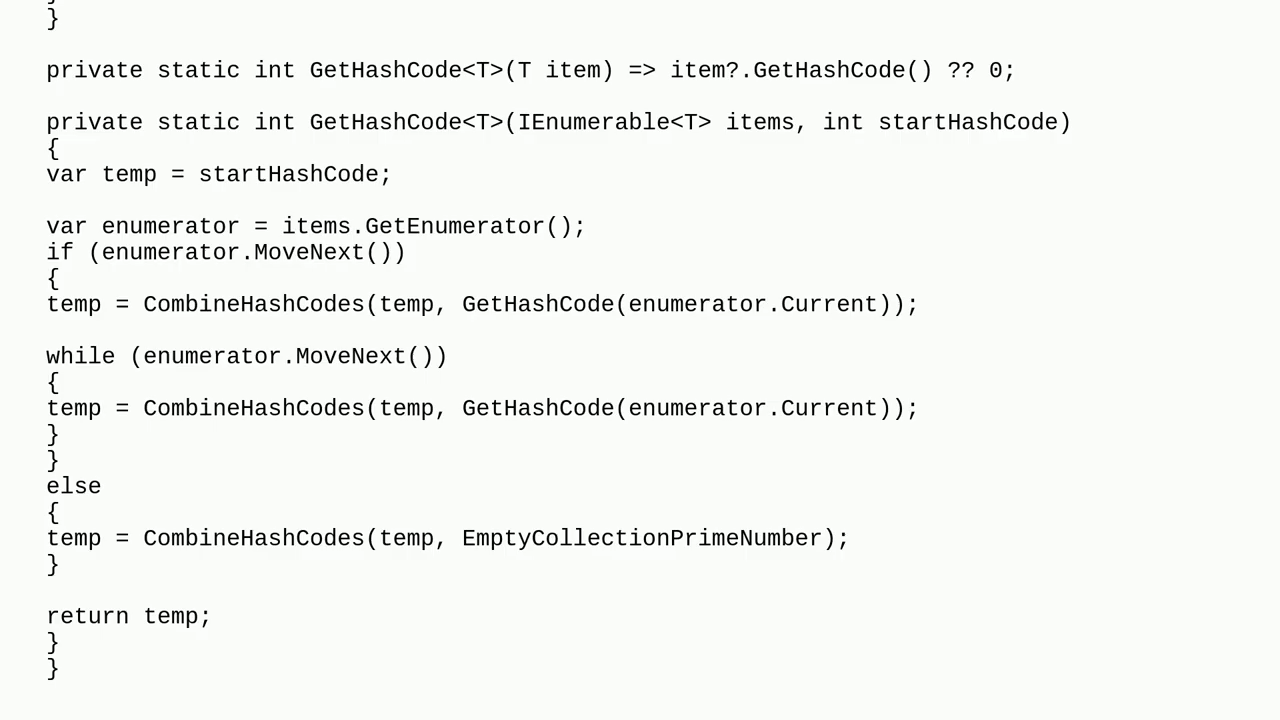 }
private static int GetHashCode<T>(T item) => item?.GetHashCode() ?? 0;
private static int GetHashCode<T>(IEnumerable<T> items, int startHashCode)
{
var temp = startHashCode;
var enumerator = items.GetEnumerator();
if (enumerator.MoveNext())
{
temp = CombineHashCodes(temp, GetHashCode(enumerator.Current));
while (enumerator.MoveNext())
{
temp = CombineHashCodes(temp, GetHashCode(enumerator.Current));
}
}
else
{
temp = CombineHashCodes(temp, EmptyCollectionPrimeNumber);
}
return temp;
}
}